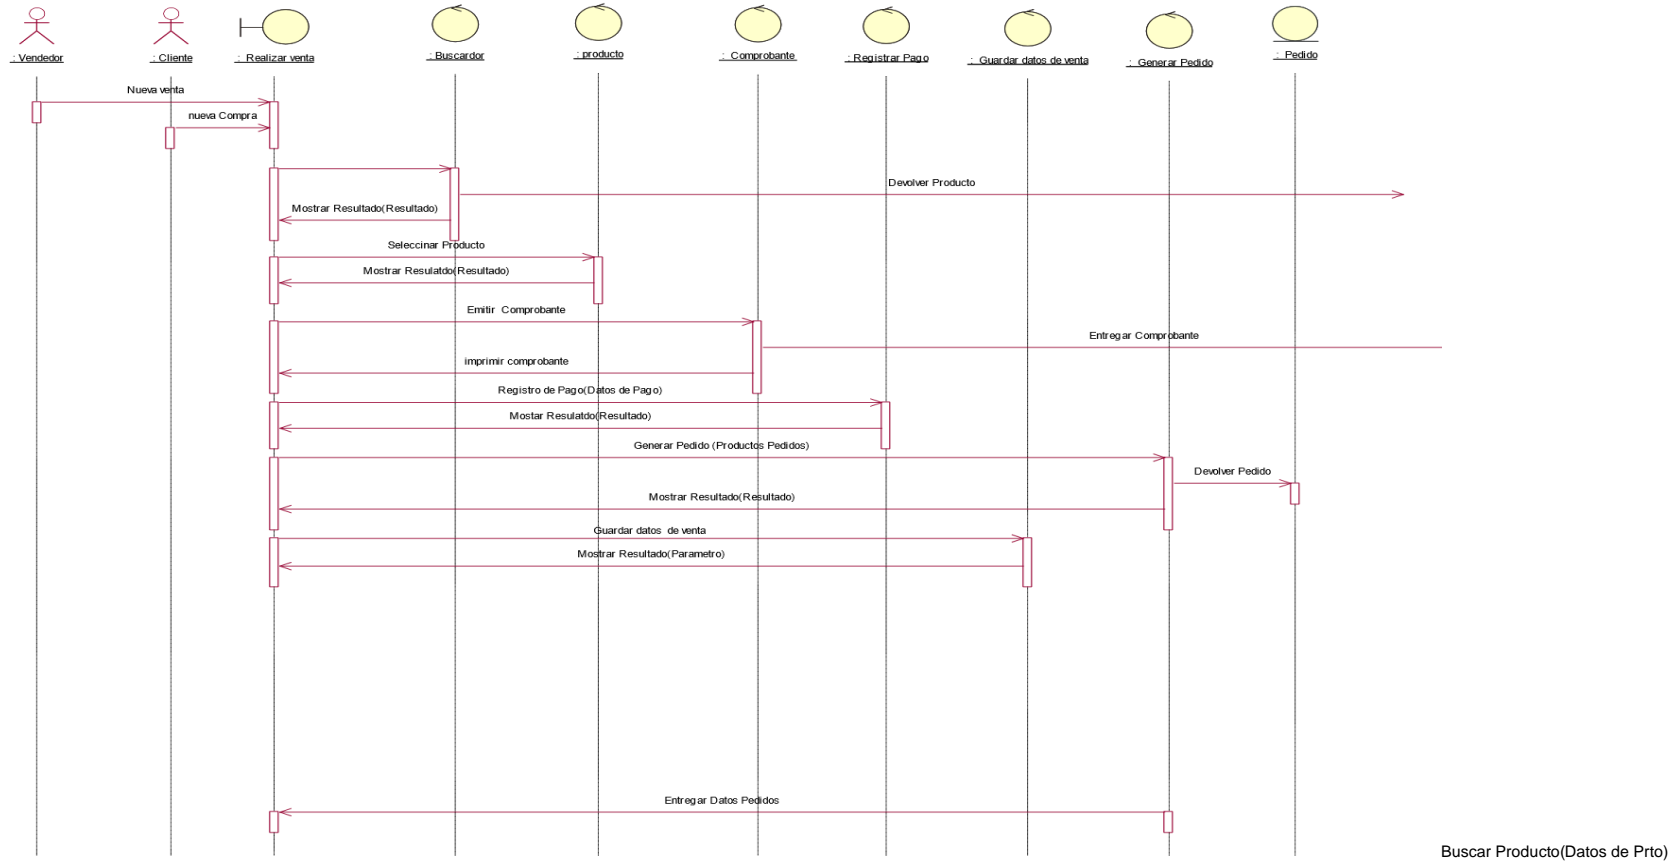 : Vendedor
: Cliente
: Realizar venta
: Buscardor
: producto
: Comprobante
: Registrar Pago
: Guardar datos de venta
: Generar Pedido
: Pedido
Nueva venta
nueva Compra
Devolver Producto
Mostrar Resultado(Resultado)
Seleccinar Producto
Mostrar Resulatdo(Resultado)
Emitir Comprobante
Entregar Comprobante
imprimir comprobante
Registro de Pago(Datos de Pago)
Mostar Resulatdo(Resultado)
Generar Pedido (Productos Pedidos)
Devolver Pedido
Mostrar Resultado(Resultado)
Guardar datos de venta
Mostrar Resultado(Parametro)
Entregar Datos Pedidos
Buscar Producto(Datos de Prto)